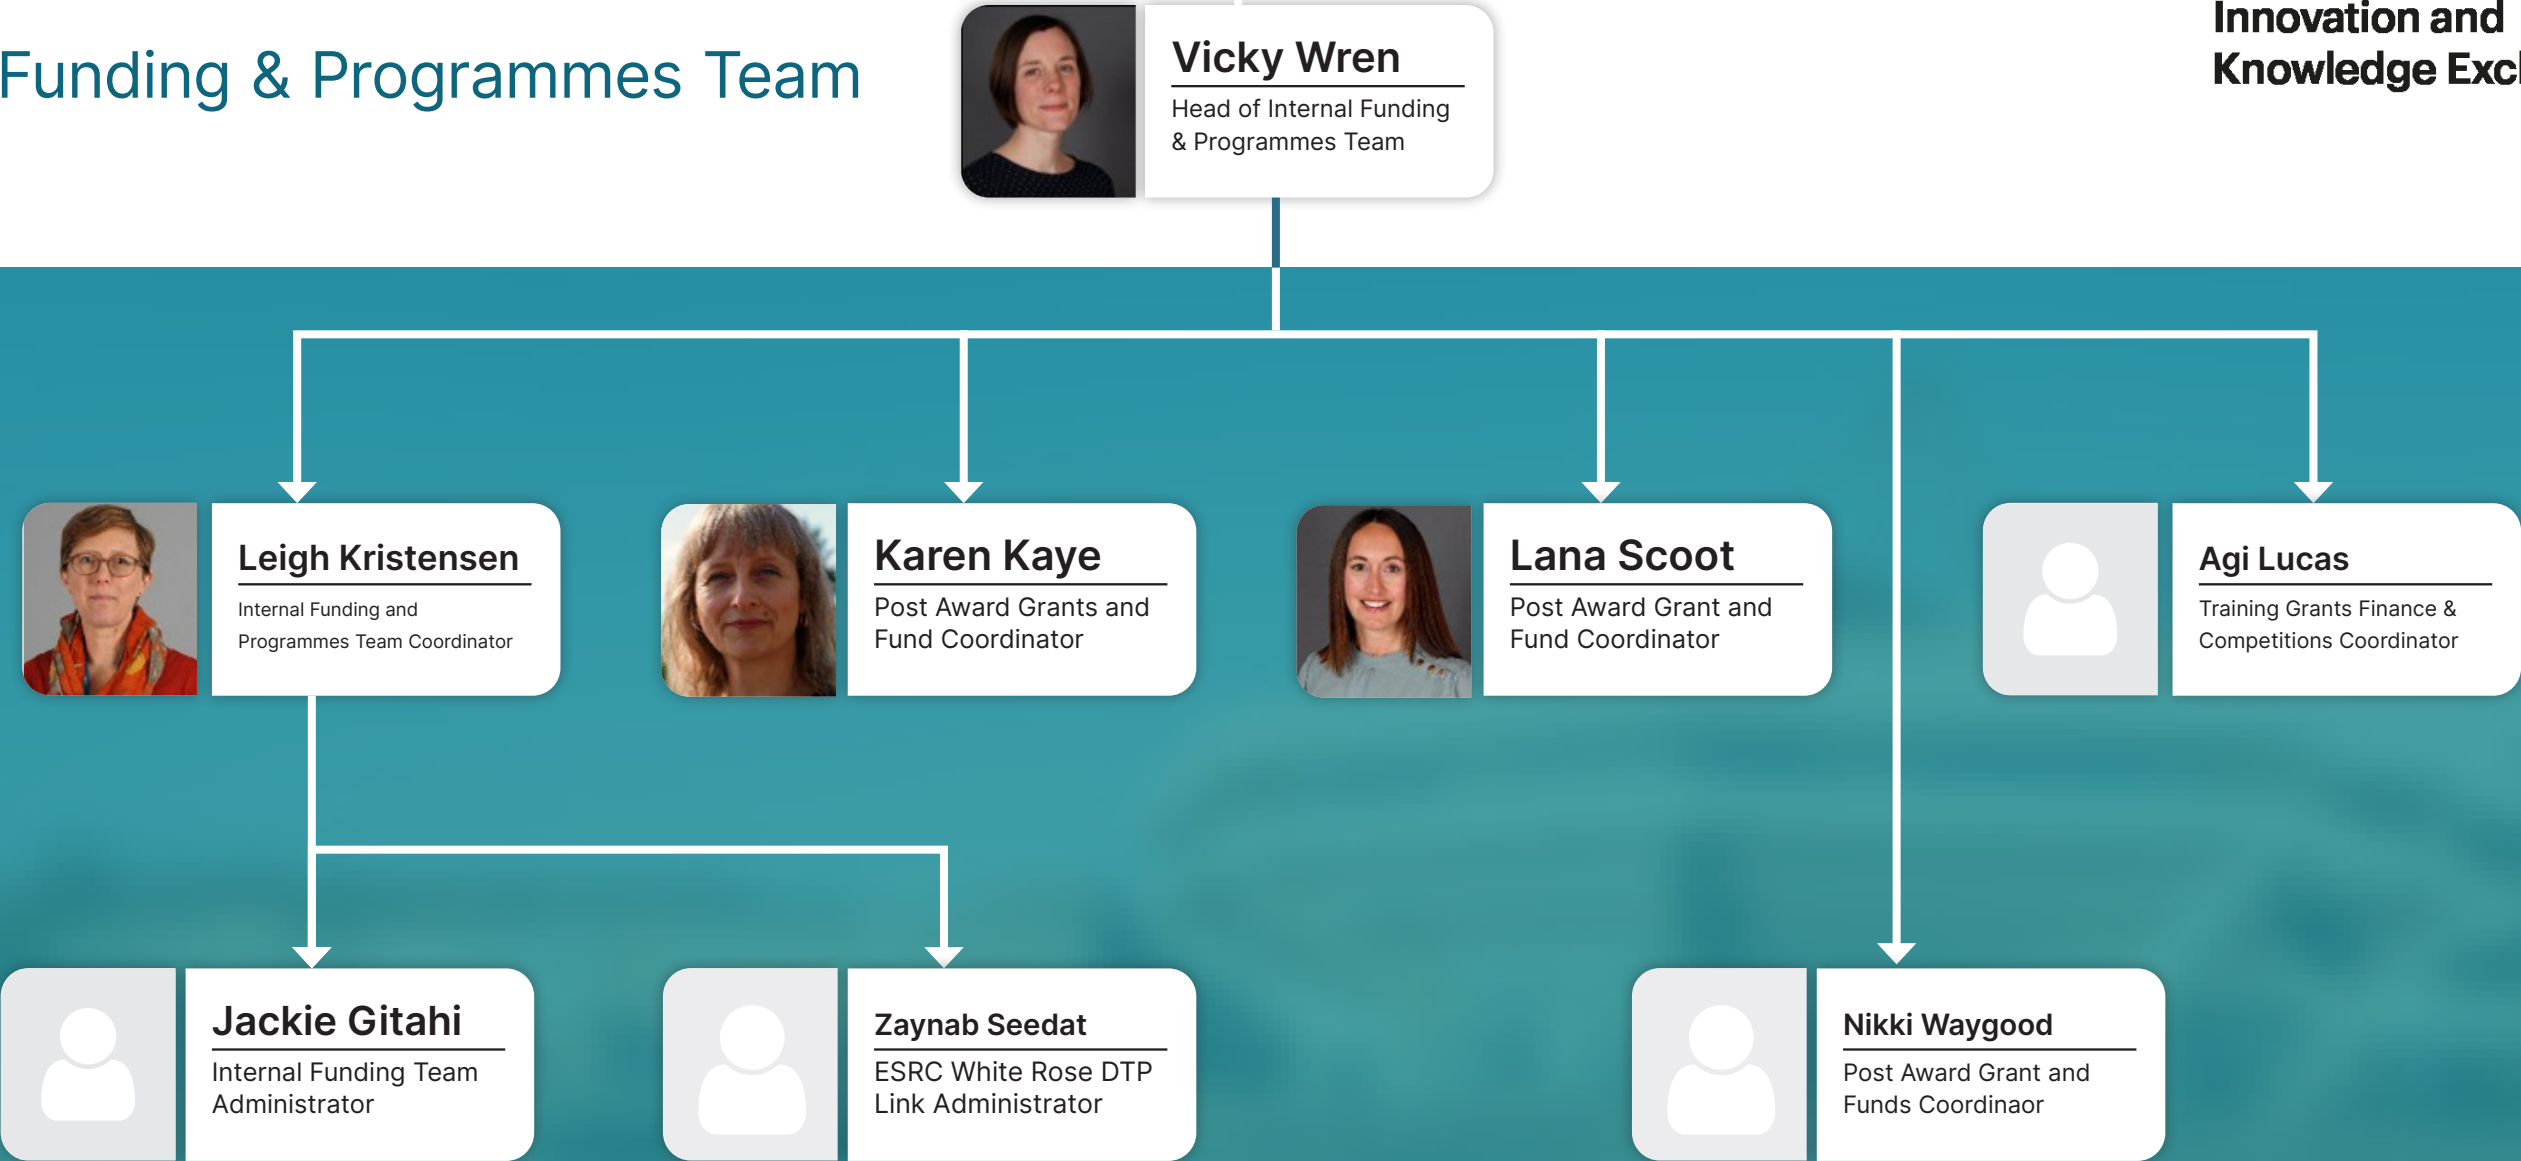 Funding & Programmes Team
Innovation and
Knowledge
Vicky Wren
Head of Internal Funding
& Programmes Team
Leigh Kristensen
Internal Funding and
Programmes Team Coordinator
Karen Kaye
Post Award Grants and
Fund Coordinator
Lana Scoot
Post Award Grant and
Fund Coordinator
Agi Lucas
Training Grants Finance &
Competitions Coordinator
Jackie Gitahi
Internal Funding Team
Administrator
Zaynab Seedat
ESRC White Rose DTP
Link Administrator
Nikki Waygood
Post Award Grant and
Funds Coordinaor